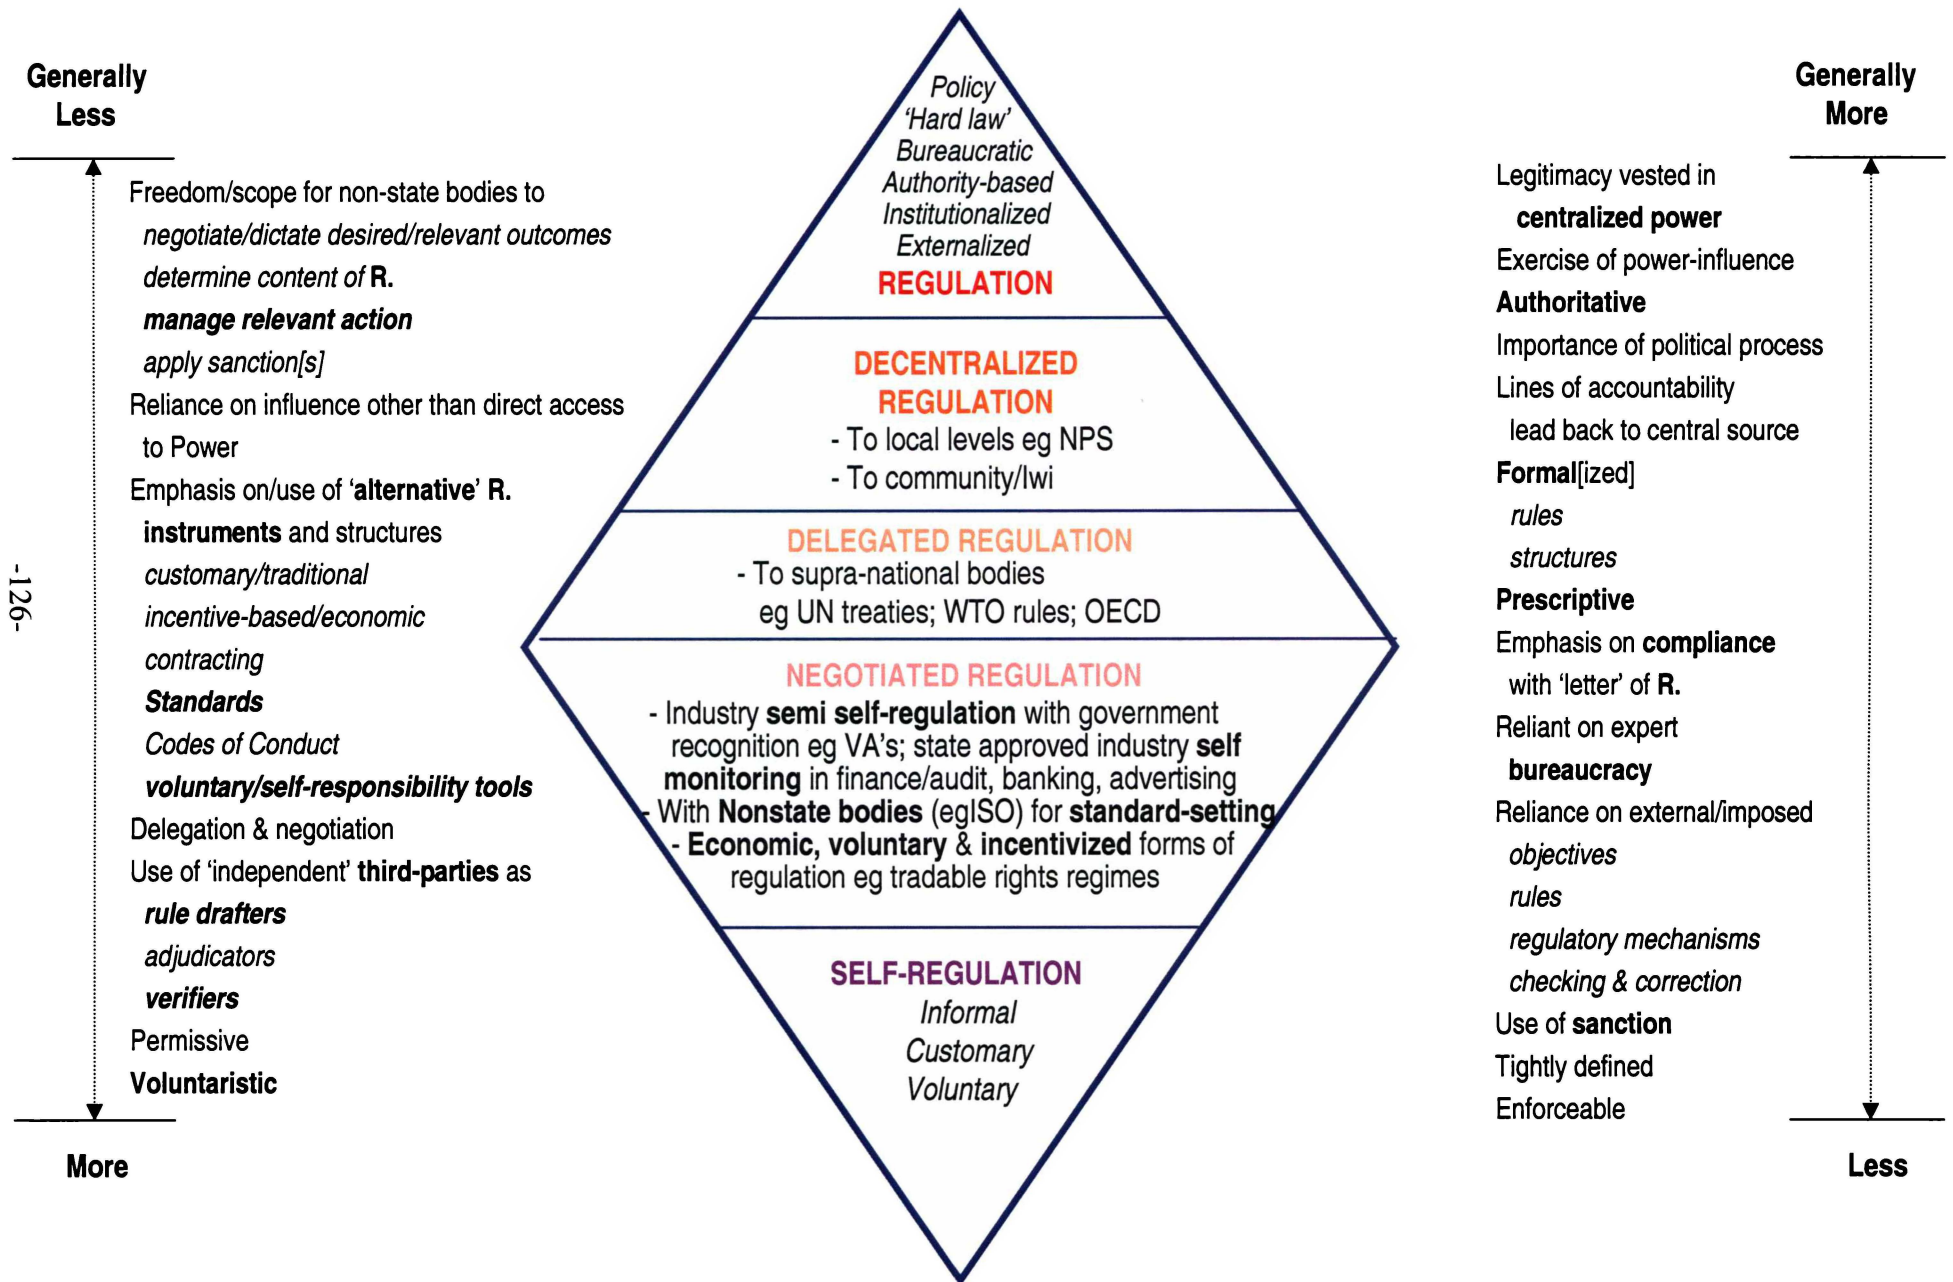 Generally
Less
Freedom/scope for non-state bodies to
negotiate/dictate desired/relevant outcomes
determine content of R.
manage relevant action
apply sanction[s]
Reliance on influence other than direct access
to Power
Emphasis on/use of ‘alternative’ R.
instruments and structures
customary/traditional
incentive-based/economic
contracting
Standards
Codes of Conduct
voluntary/self-responsibility tools
Delegation & negotiation
Use of ‘independent’ third-parties as
rule drafters
adjudicators
verifiers
Permissive
Voluntaristic
More
-126-
Policy
‘Hard law’
Bureaucratic
Authority-based
Institutionalized
Externalized
REGULATION
DECENTRALIZED
REGULATION
- To local levels eg NPS
- To community/Iwi
DELEGATED REGULATION
- To supra-national bodies
eg UN treaties; WTO rules; OECD
NEGOTIATED REGULATION
- Industry semi self-regulation with government
recognition eg VA's; state approved industry self
monitoring in finance/audit, banking, advertising
- With Nonstate bodies (egISO) for standard-setting
- Economic, voluntary & incentivized forms of
regulation eg tradable rights regimes
SELF-REGULATION
Informal
Customary
Voluntary
Generally
More
Legitimacy vested in
centralized power
Exercise of power-influence
Authoritative
Importance of political process
Lines of accountability
lead back to central source
Formal[ized]
rules
structures
Prescriptive
Emphasis on compliance
with ‘letter’ of R.
Reliant on expert
bureaucracy
Reliance on external/imposed
objectives
rules
regulatory mechanisms
checking & correction
Use of sanction
Tightly defined
Enforceable
Less